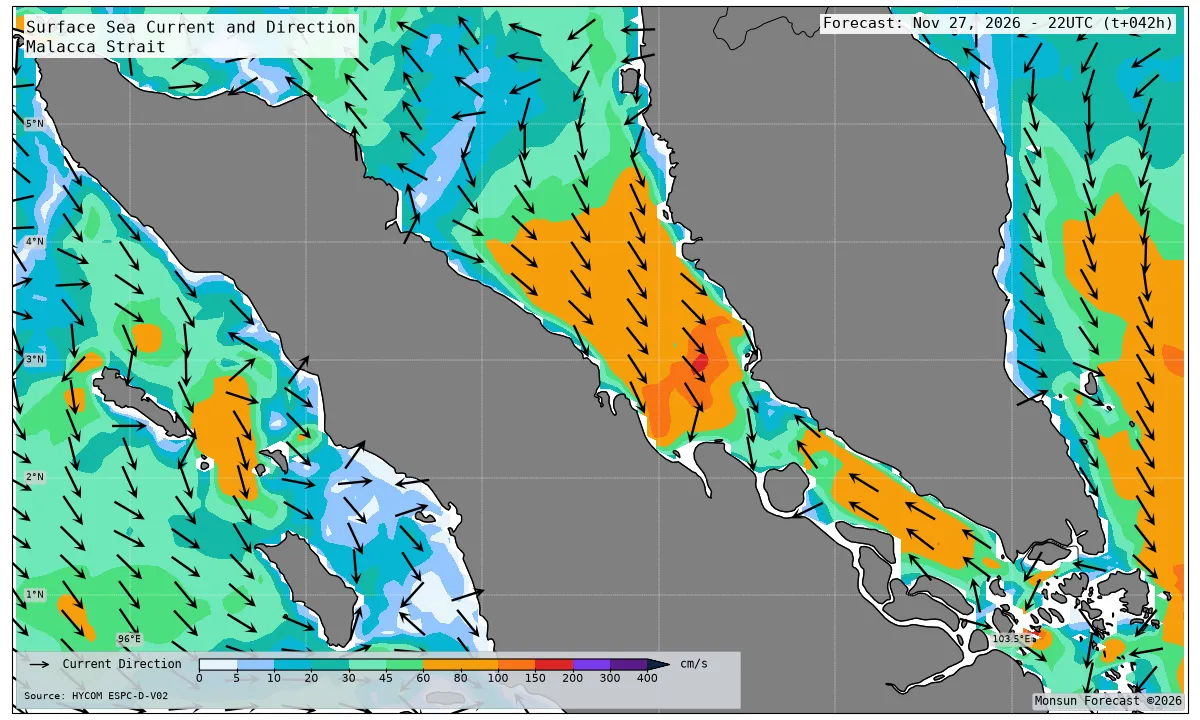 Surface Sea Current and Direction
Malacca Strait
Forecast: Nov 27, 2026 - 22UTC (t+042h)
5°N
4°N
3°N
2°N
1°N
96°E
103.5°E
Current Direction
0 5 10 20 30 45 60 80 100 150 200 300 400
cm/s
Source: HYCOM ESPC-D-V02
Monsun Forecast ©2026